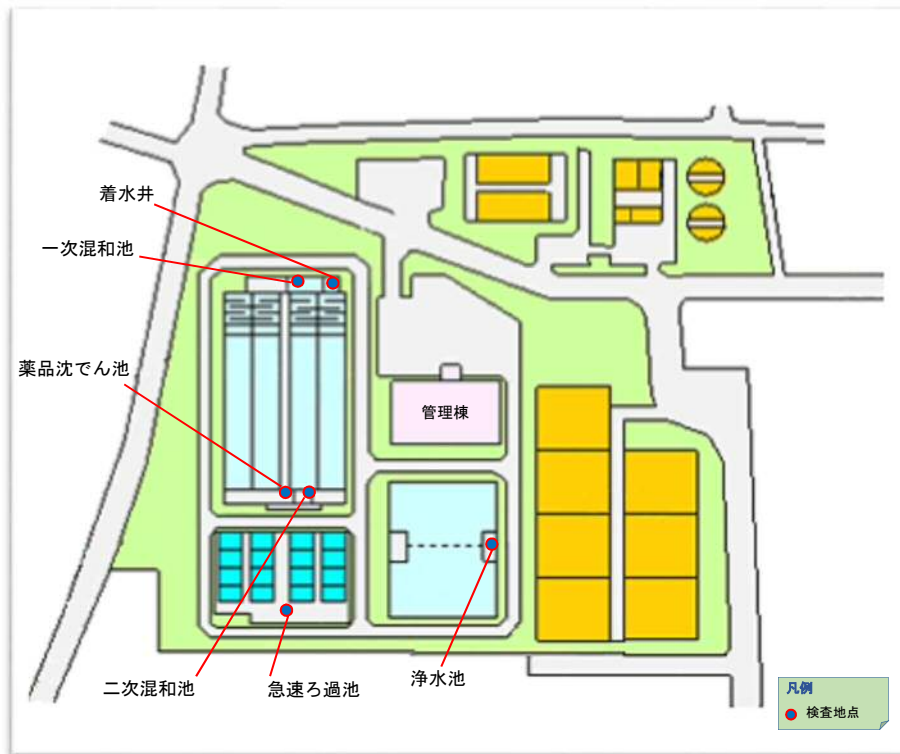 着水井
一次混和池
薬品沈でん池
管理棟
二次混和池
急速ろ過池
浄水池
凡例
検査地点